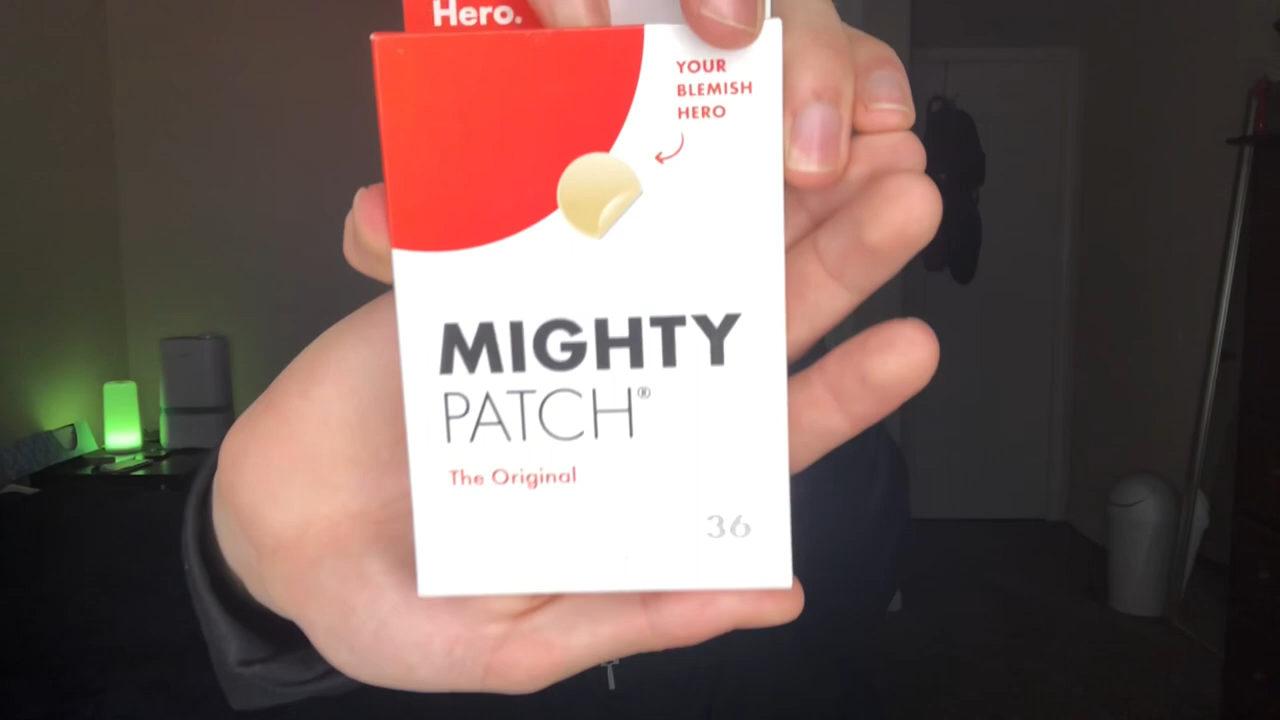 Hero.
YOUR
BLEMISH
HERO
MIGHTY
PATCH®
The Original
36